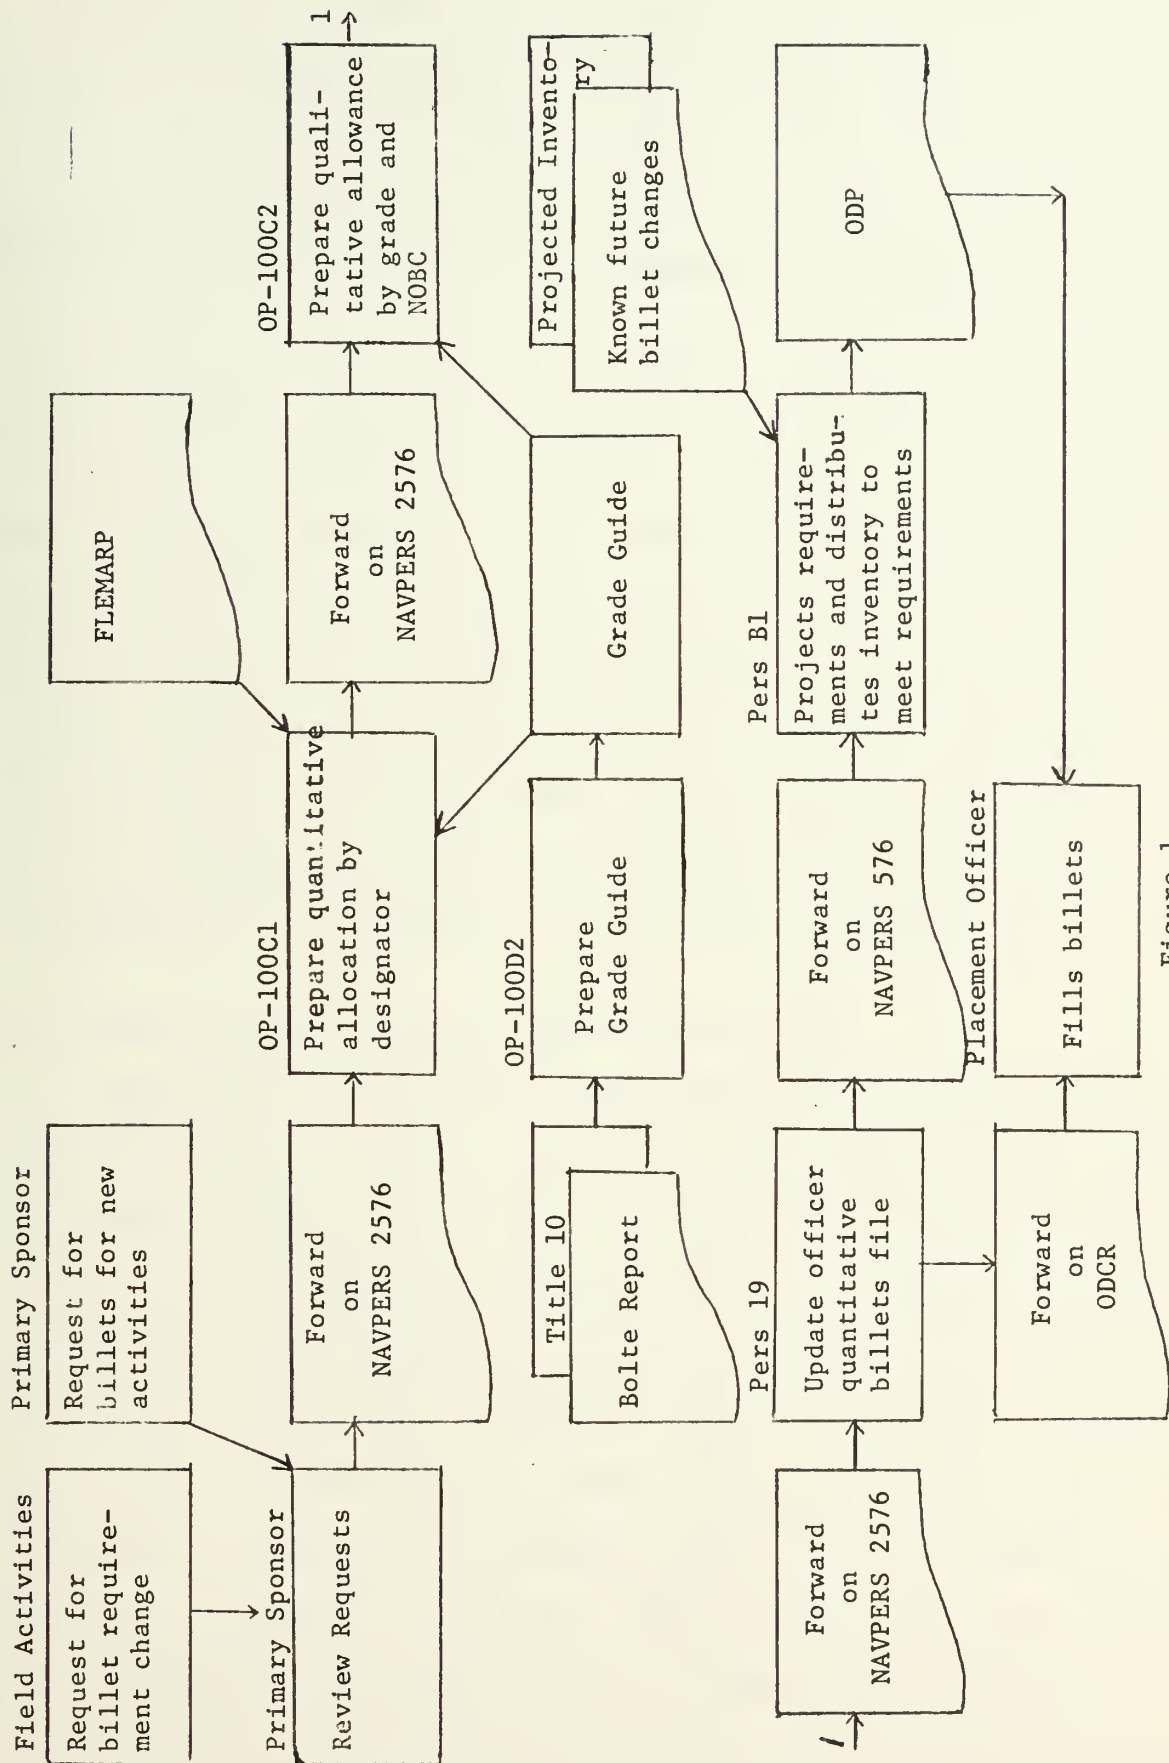 Field Activities
Request for
billet require-
ment change
Primary Sponsor
Request for
billets for new
activities
FLEMARP
Primary Sponsor
Review Requests
Forward
on
NAVPERS 2576
OP-100C1
Prepare quantitative
allocation by
designator
Forward
on
NAVPERS 2576
OP-100C2
Prepare quali-
tative allowance
by grade and
NOBC
1
Title 10
Bolte Report
OP-100D2
Prepare
Grade Guide
Grade Guide
Projected Invento-
ry
Known future
billet changes
1
Forward
on
NAVPERS 2576
Pers 19
Update officer
quantitative
billets file
Forward
on
NAVPERS 576
Pers B1
Projects require-
ments and distribu-
tes inventory to
meet requirements
ODP
Forward
on
ODCR
Placement Officer
Fills billets
Figure 1